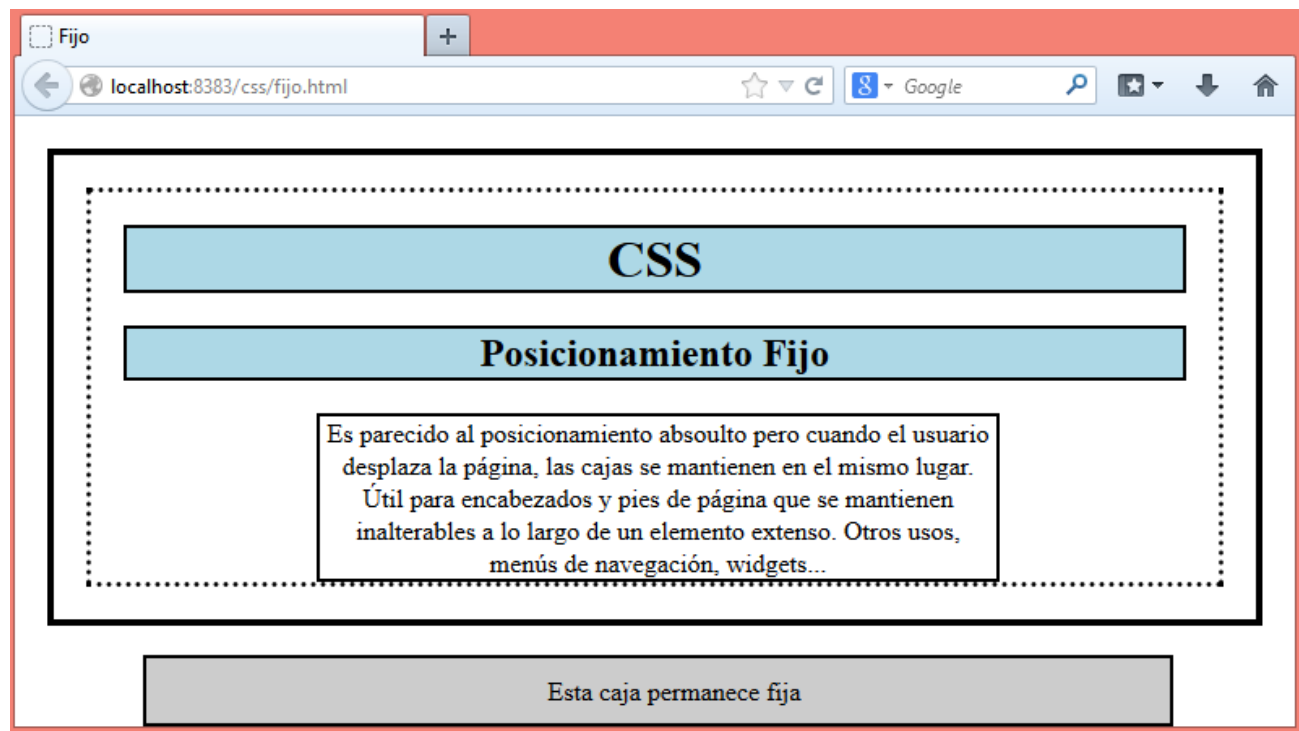 Fijo
localhost:8383/css/fijo.html
8 Google
CSS
Posicionamiento Fijo
Es parecido al posicionamiento absoulto pero cuando el usuario
desplaza la página, las cajas se mantienen en el mismo lugar.
Útil para encabezados y pies de página que se mantienen
inalterables a lo largo de un elemento extenso. Otros usos,
menús de navegación, widgets...
Esta caja permanece fija